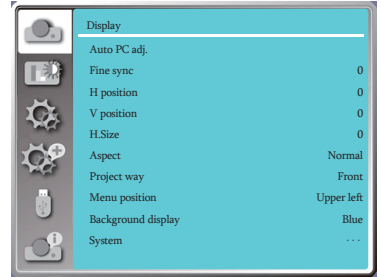 Display
Auto PC adj.
Fine sync 0
H position 0
V position 0
H.Size 0
Aspect Normal
Project way Front
Menu position Upper left
Background display Blue
System ...